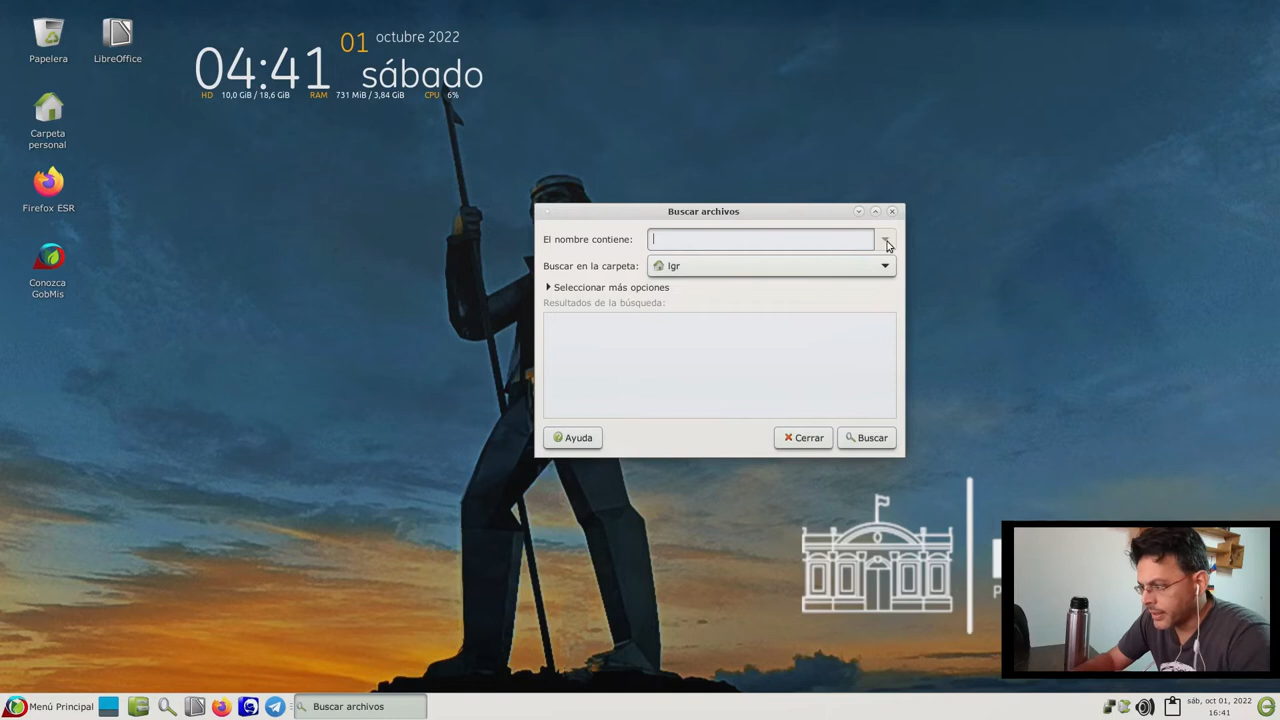 Papelera
LibreOffice
04:41
01 octubre 2022
sábado
HD 10,0 GiB / 18,6 GiB RAM 731 MiB / 3,84 GiB CPU 6%
Carpeta
personal
Firefox ESR
Conozca
GobMis
Buscar archivos
El nombre contiene:
Buscar en la carpeta: lgr
Seleccionar más opciones
Resultados de la búsqueda:
Ayuda
Cerrar
Buscar
Menú Principal
Buscar archivos
sáb, oct 01, 2022
16:41